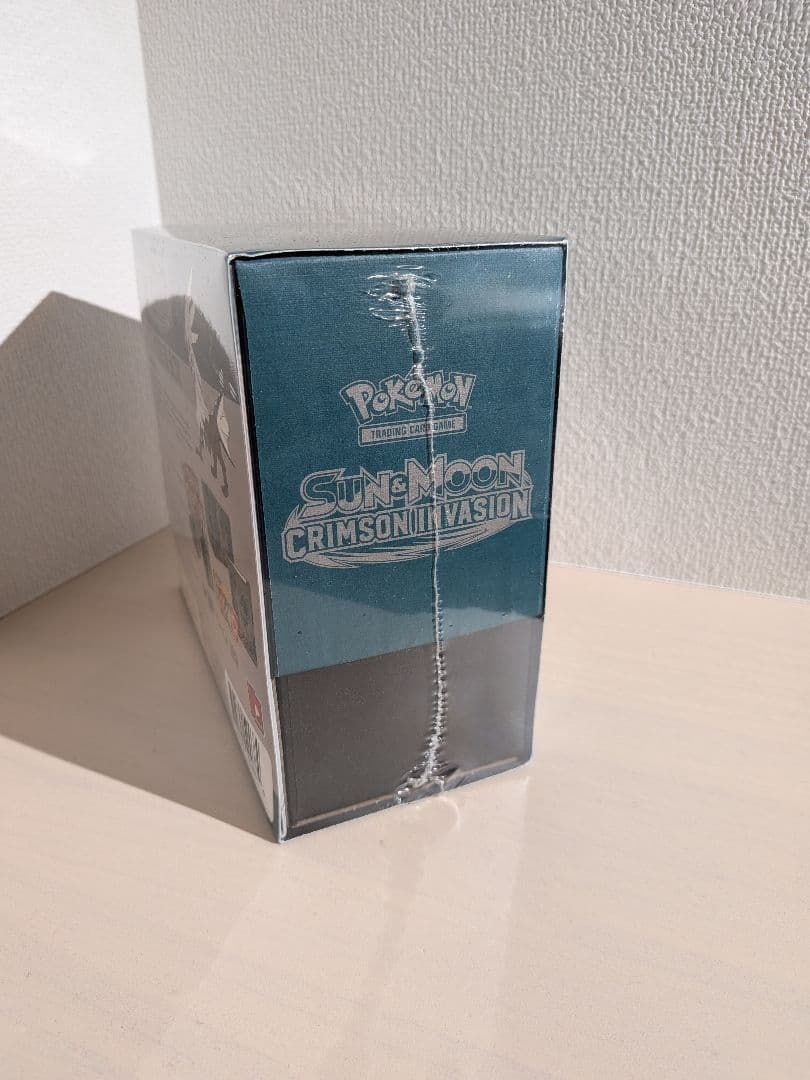 POKéMON
TRADING CARD GAME
SUN & MOON
CRIMSON INVASION